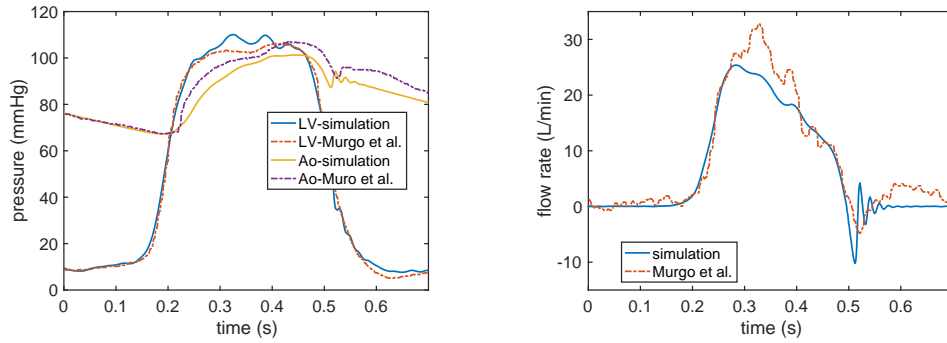 120
100
80
60
40
20
0
pressure (mmHg)
LV-simulation
LV-Murgo et al.
Ao-simulation
Ao-Muro et al.
0 0.1 0.2 0.3 0.4 0.5 0.6
time (s)
30
20
10
0
-10
flow rate (L/min)
simulation
Murgo et al.
0 0.1 0.2 0.3 0.4 0.5 0.6
time (s)